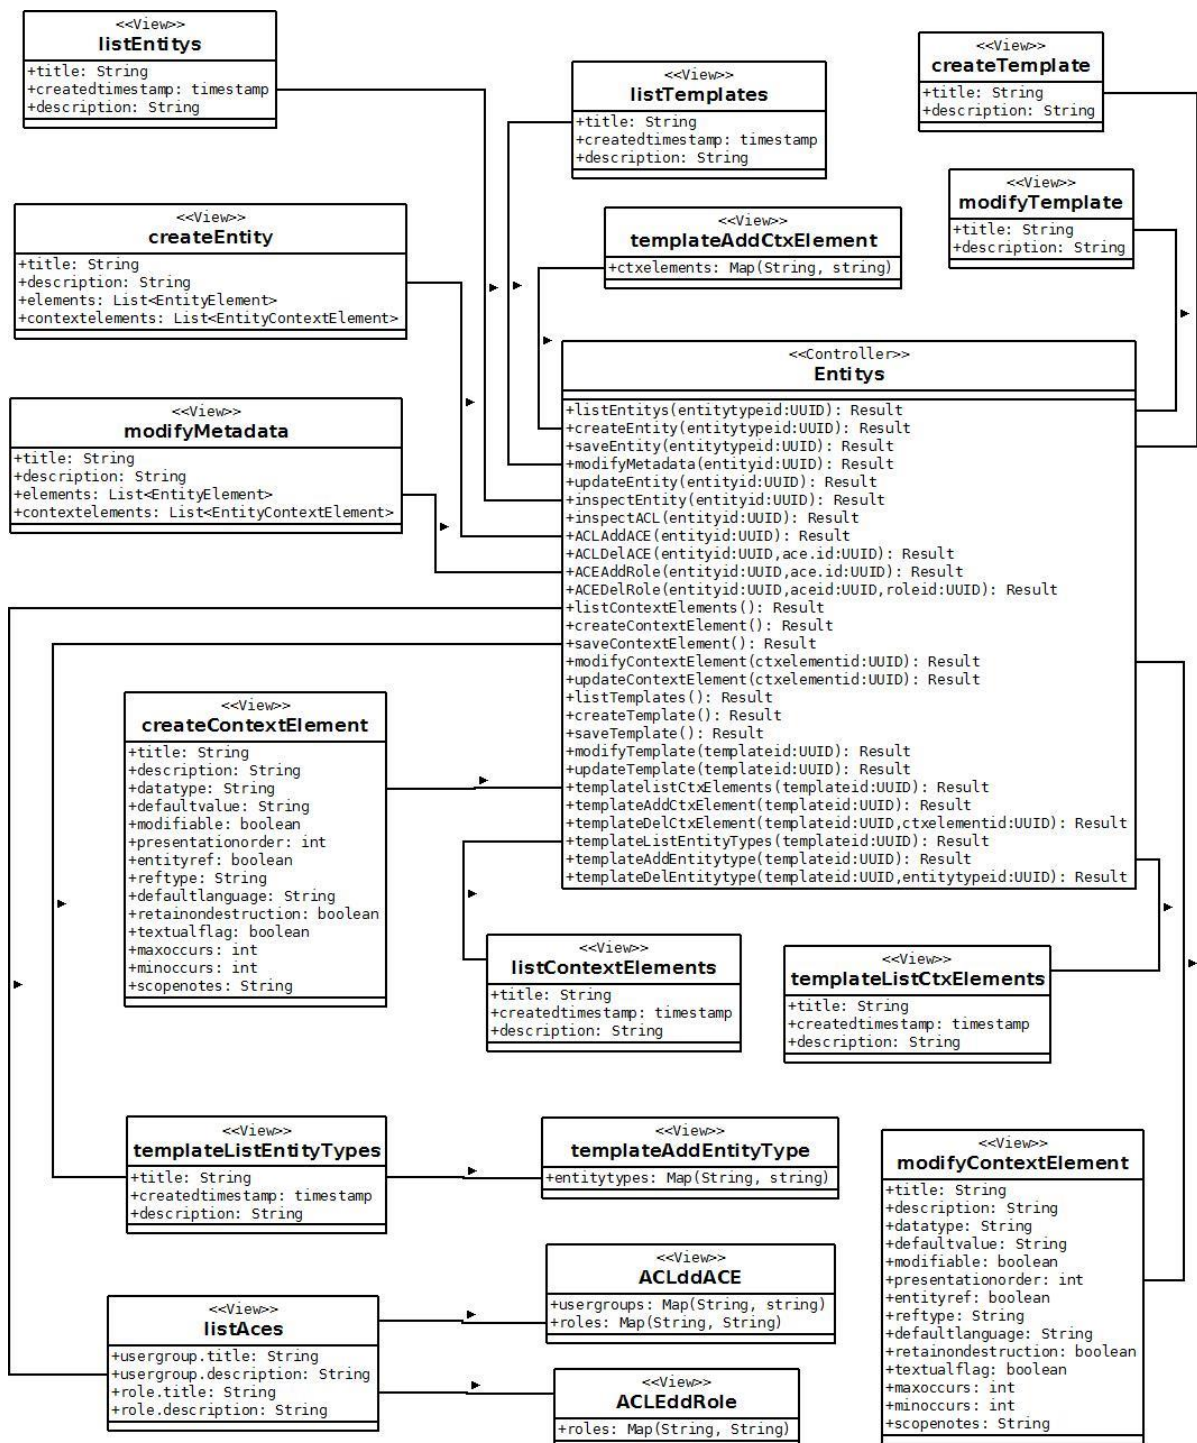 <<View>>
listEntitys
+title: String
+createdtimestamp: timestamp
+description: String
<<View>>
listTemplates
+title: String
+createdtimestamp: timestamp
+description: String
<<View>>
createTemplate
+title: String
+description: String
<<View>>
modifyTemplate
+title: String
+description: String
<<View>>
createEntity
+title: String
+description: String
+elements: List<EntityElement>
+contextelements: List<EntityContextElement>
<<View>>
templateAddCtxElement
+ctxelements: Map(String, string)
<<View>>
modifyMetadata
+title: String
+description: String
+elements: List<EntityElement>
+contextelements: List<EntityContextElement>
<<Controller>>
Entitys
+listEntitys(entitytypeid:UUID): Result
+createEntity(entitytypeid:UUID): Result
+saveEntity(entitytypeid:UUID): Result
+modifyMetadata(entityid:UUID): Result
+updateEntity(entityid:UUID): Result
+inspectEntity(entityid:UUID): Result
+inspectACL(entityid:UUID): Result
+ACLAddACE(entityid:UUID): Result
+ACLDelACE(entityid:UUID,ace.id:UUID): Result
+ACEAddRole(entityid:UUID,ace.id:UUID): Result
+ACEDelRole(entityid:UUID,aceid:UUID,roleid:UUID): Result
+listContextElements(): Result
+createContextElement(): Result
+saveContextElement(): Result
+modifyContextElement(ctxelementid:UUID): Result
+updateContextElement(ctxelementid:UUID): Result
+listTemplates(): Result
+createTemplate(): Result
+saveTemplate(): Result
+modifyTemplate(templateid:UUID): Result
+updateTemplate(templateid:UUID): Result
+templatelistCtxElements(templateid:UUID): Result
+templateAddCtxElement(templateid:UUID): Result
+templateDelCtxElement(templateid:UUID,ctxelementid:UUID): Result
+templateListEntityTypes(templateid:UUID): Result
+templateAddEntitytype(templateid:UUID): Result
+templateDelEntitytype(templateid:UUID,entitytypeid:UUID): Result
<<View>>
createContextElement
+title: String
+description: String
+datatype: String
+defaultvalue: String
+modifiable: boolean
+presentationorder: int
+entityref: boolean
+reftype: String
+defaultlanguage: String
+retainondestruction: boolean
+textualflag: boolean
+maxoccurs: int
+minoccurs: int
+scopenotes: String
<<View>>
listContextElements
+title: String
+createdtimestamp: timestamp
+description: String
<<View>>
templateListCtxElements
+title: String
+createdtimestamp: timestamp
+description: String
<<View>>
templateListEntityTypes
+title: String
+createdtimestamp: timestamp
+description: String
<<View>>
templateAddEntityType
+entitytypes: Map(String, string)
<<View>>
modifyContextElement
+title: String
+description: String
+datatype: String
+defaultvalue: String
+modifiable: boolean
+presentationorder: int
+entityref: boolean
+reftype: String
+defaultlanguage: String
+retainondestruction: boolean
+textualflag: boolean
+maxoccurs: int
+minoccurs: int
+scopenotes: String
<<View>>
ACLddACE
+usergroups: Map(String, string)
+roles: Map(String, String)
<<View>>
listAces
+usergroup.title: String
+usergroup.description: String
+role.title: String
+role.description: String
<<View>>
ACLEddRole
+roles: Map(String, String)